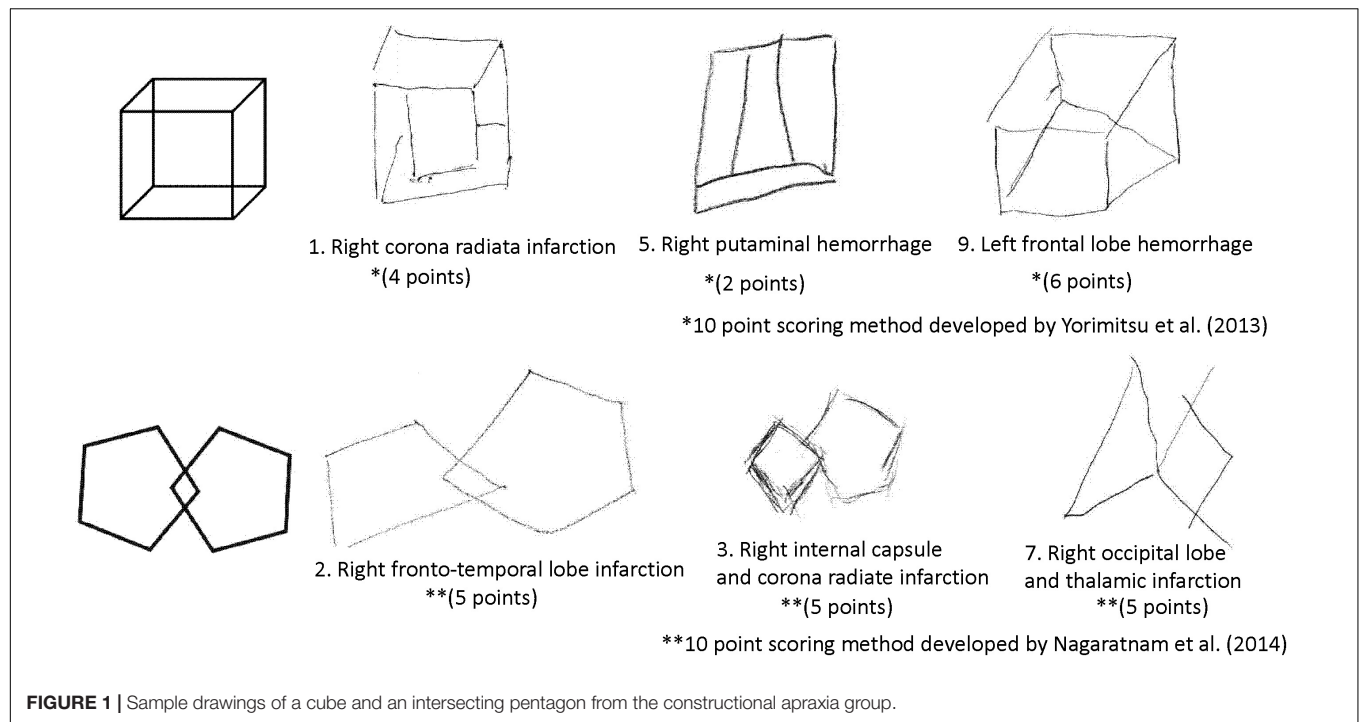 1. Right corona radiata infarction
*(4 points)
5. Right putaminal hemorrhage
*(2 points)
9. Left frontal lobe hemorrhage
*(6 points)
*10 point scoring method developed by Yorimitsu et al. (2013)
2. Right fronto-temporal lobe infarction
**(5 points)
3. Right internal capsule
and corona radiate infarction
**(5 points)
7. Right occipital lobe
and thalamic infarction
**(5 points)
**10 point scoring method developed by Nagaratnam et al. (2014)
FIGURE 1 | Sample drawings of a cube and an intersecting pentagon from the constructional apraxia group.